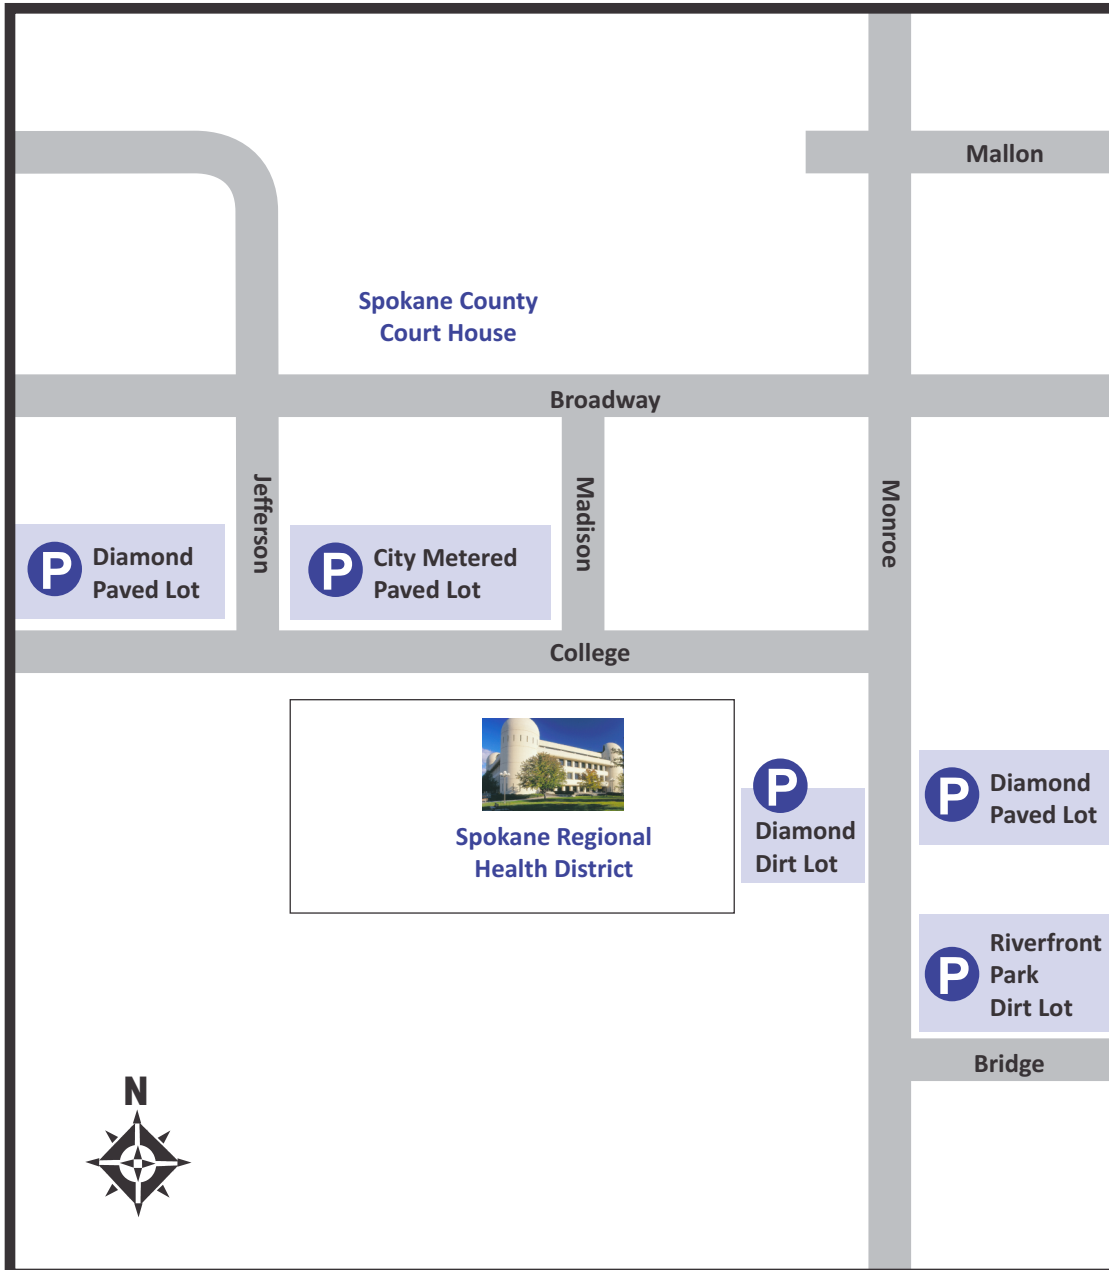 Mallon
Spokane County
Court House
Broadway
Jefferson
Madison
Monroe
P
Diamond
Paved Lot
P
City Metered
Paved Lot
College
Spokane Regional
Health District
P
Diamond
Dirt Lot
P
Diamond
Paved Lot
P
Riverfront
Park
Dirt Lot
Bridge
N